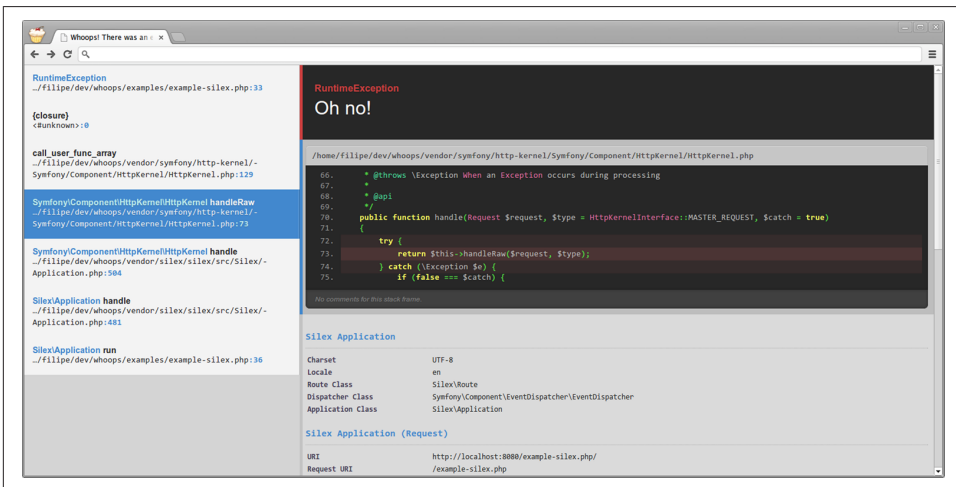 Whoops! There was an e
RuntimeException
…/filipe/dev/whoops/examples/example-silex.php:33
{closure}
<#unknown>:0
call_user_func_array
…/filipe/dev/whoops/vendor/symfony/http-kernel/-
Symfony/Component/HttpKernel/HttpKernel.php:129
Symfony\Component\HttpKernel\HttpKernel handleRaw
…/filipe/dev/whoops/vendor/symfony/http-kernel/-
Symfony/Component/HttpKernel/HttpKernel.php:73
Symfony\Component\HttpKernel\HttpKernel handle
…/filipe/dev/whoops/vendor/silex/silex/src/Silex/-
Application.php:504
Silex\Application handle
…/filipe/dev/whoops/vendor/silex/silex/src/Silex/-
Application.php:481
Silex\Application run
…/filipe/dev/whoops/examples/example-silex.php:36
RuntimeException
Oh no!
/home/filipe/dev/whoops/vendor/symfony/http-kernel/Symfony/Component/HttpKernel/HttpKernel.php
66. * @throws \Exception When an Exception occurs during processing
67. *
68. * @api
69. */
70. public function handle(Request $request, $type = HttpKernelInterface::MASTER_REQUEST, $catch = true)
71. {
72. try {
73. return $this->handleRaw($request, $type);
74. } catch (\Exception $e) {
75. if (false === $catch) {
No comments for this stack frame.
Silex Application
Charset UTF-8
Locale en
Route Class Silex\Route
Dispatcher Class Symfony\Component\EventDispatcher\EventDispatcher
Application Class Silex\Application
Silex Application (Request)
URI http://localhost:8080/example-silex.php/
Request URI /example-silex.php